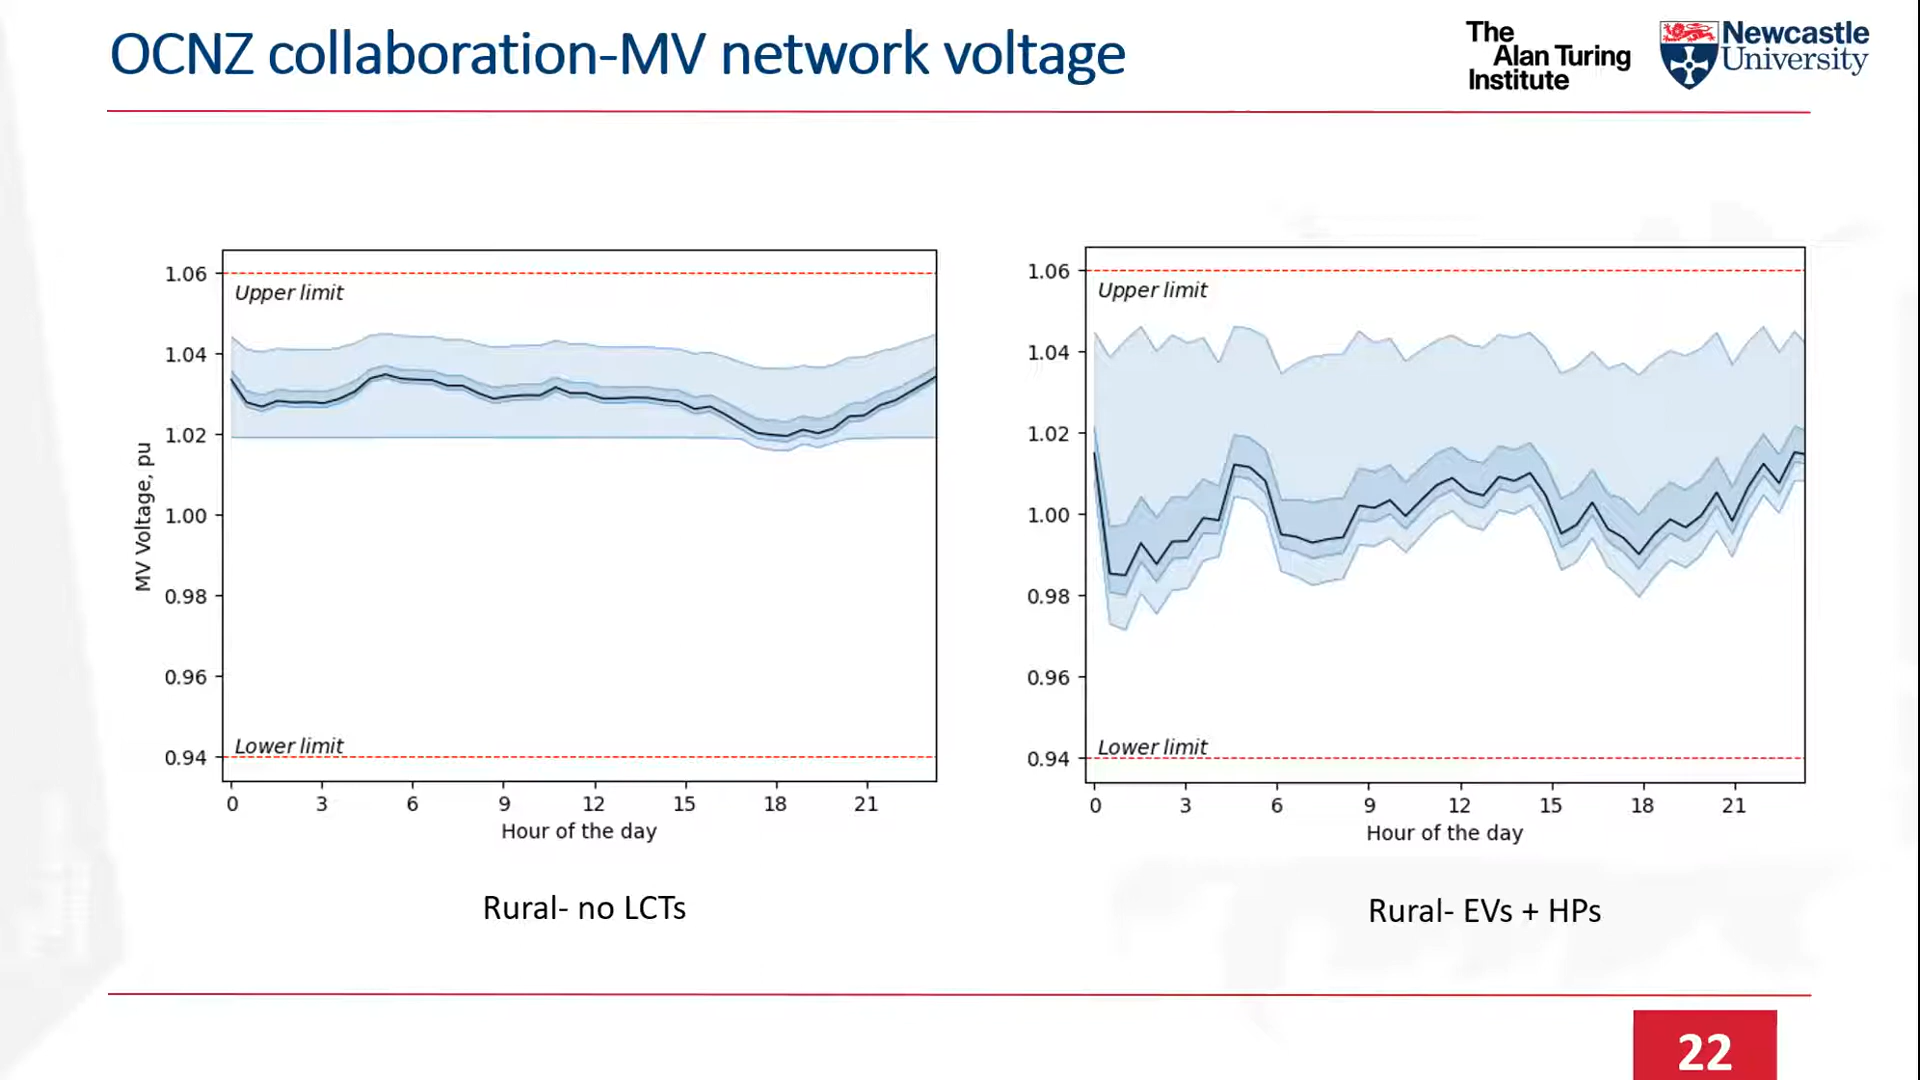 OCNZ collaboration-MV network voltage
The
Alan Turing
Institute
Newcastle
University
1.06
1.04
1.02
1.00
0.98
0.96
0.94
MV Voltage, pu
Upper limit
Lower limit
0 3 6 9 12 15 18 21
Hour of the day
Rural- no LCTs
1.06
1.04
1.02
1.00
0.98
0.96
0.94
Upper limit
Lower limit
0 3 6 9 12 15 18 21
Hour of the day
Rural- EVs + HPs
22